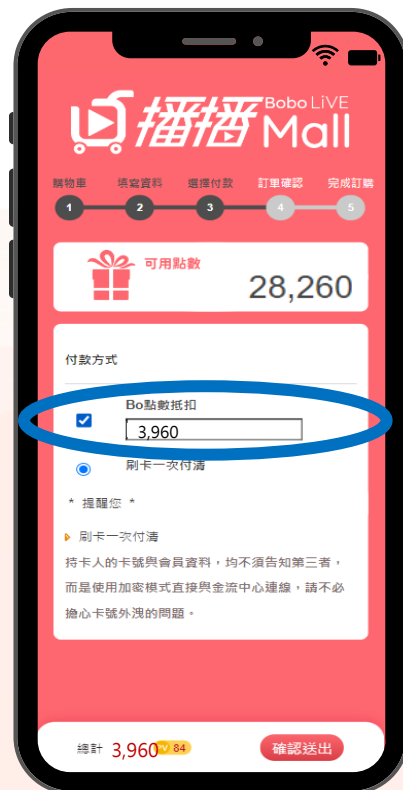 播播 Bobo LiVE
Mall
購物車 填寫資料 選擇付款 訂單確認 完成訂購
1 2 3 4 5
可用點數
28,260
付款方式
Bo點數抵扣
3,960
刷卡一次付清
* 提醒您 *
刷卡一次付清
持卡人的卡號與會員資料，均不須告知第三者，
而是使用加密模式直接與金流中心連線，請不必
擔心卡號外洩的問題。
總計 3,960 84 確認送出